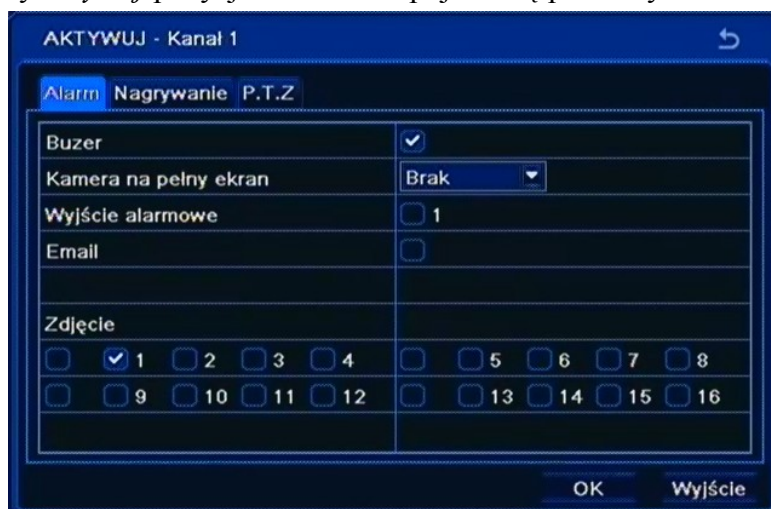 AKTYWUJ - Kanał 1
Alarm Nagrywanie P.T.Z
Buzer
Kamera na pełny ekran Brak
Wyjście alarmowe 1
Email
Zdjęcie
1 2 3 4 5 6 7 8
9 10 11 12 13 14 15 16
OK Wyjście